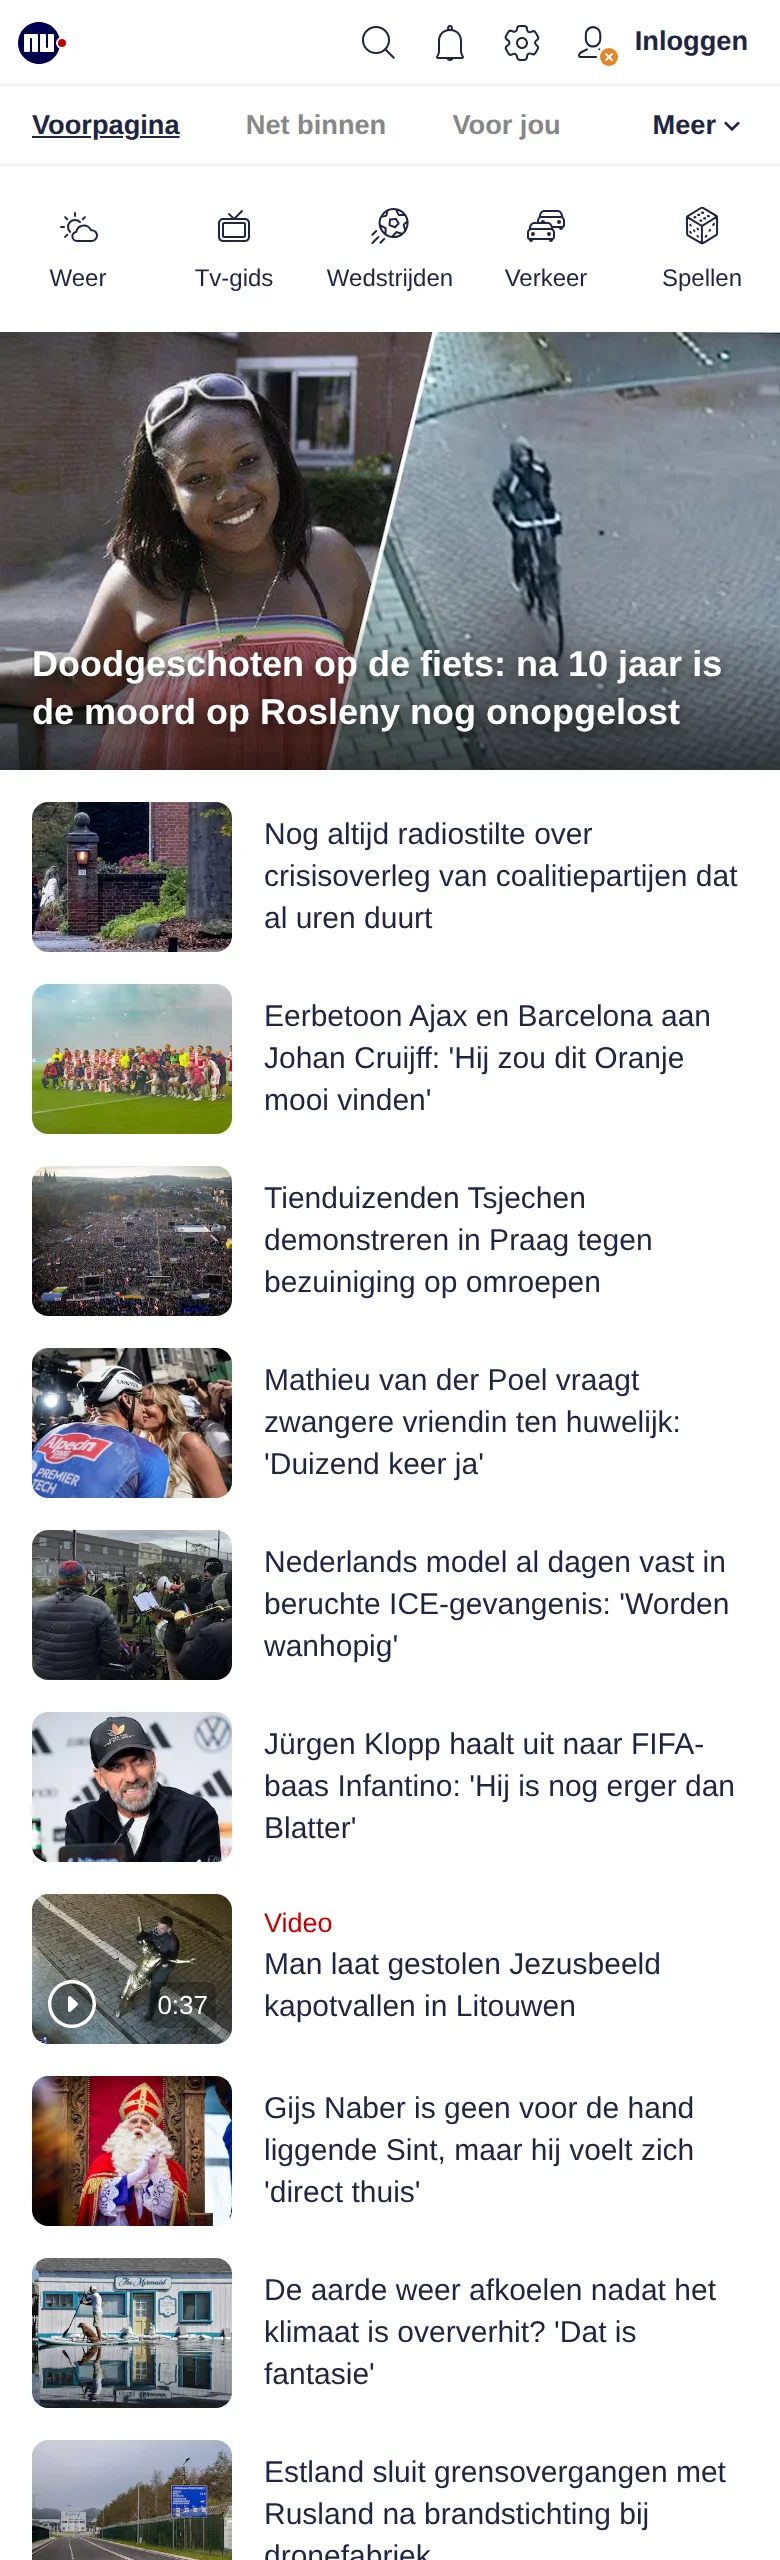 nu
Inloggen
Voorpagina
Net binnen
Voor jou
Meer
Weer
Tv-gids
Wedstrijden
Verkeer
Spellen
Doodgeschoten op de fiets: na 10 jaar is
de moord op Rosleny nog onopgelost
Nog altijd radiostilte over
crisisoverleg van coalitiepartijen dat
al uren duurt
Eerbetoon Ajax en Barcelona aan
Johan Cruijff: 'Hij zou dit Oranje
mooi vinden'
Tienduizenden Tsjechen
demonstreren in Praag tegen
bezuiniging op omroepen
Alpecin
PREMIER
TECH
Mathieu van der Poel vraagt
zwangere vriendin ten huwelijk:
'Duizend keer ja'
Nederlands model al dagen vast in
beruchte ICE-gevangenis: 'Worden
wanhopig'
Jürgen Klopp haalt uit naar FIFA-
baas Infantino: 'Hij is nog erger dan
Blatter'
0:37
Video
Man laat gestolen Jezusbeeld
kapotvallen in Litouwen
Gijs Naber is geen voor de hand
liggende Sint, maar hij voelt zich
'direct thuis'
The Mermaid
De aarde weer afkoelen nadat het
klimaat is oververhit? 'Dat is
fantasie'
Estland sluit grensovergangen met
Rusland na brandstichting bij
dronefabriek